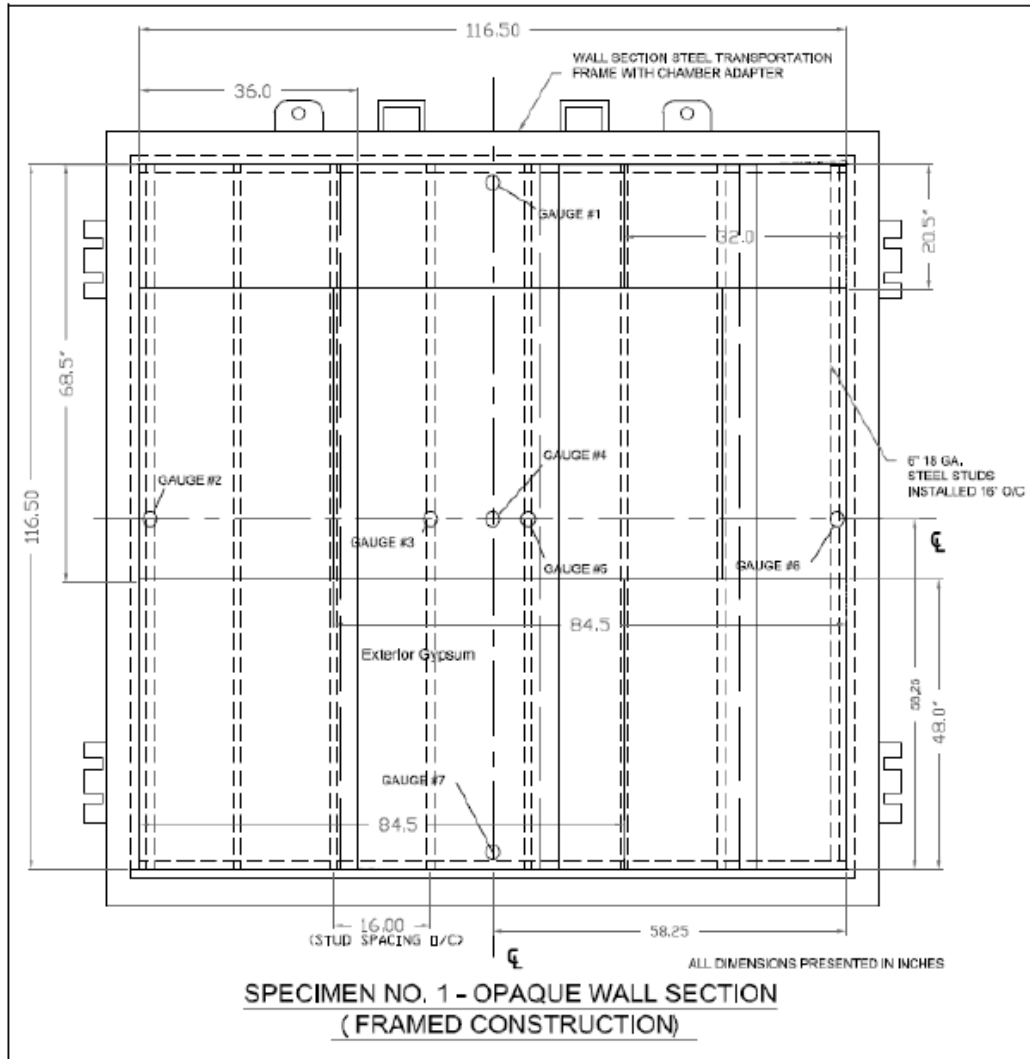 116.50
WALL SECTION STEEL TRANSPORTATION
FRAME WITH CHAMBER ADAPTER
36.0
GAUGE #1
32.0
20.5"
68.5"
GAUGE #4
GAUGE #2
6" 18 GA.
STEEL STUDS
INSTALLED 16" O/C
116.50
GAUGE #3
GAUGE #5
GAUGE #6
℄
84.5
Exterior Gypsum
58.25
48.0"
GAUGE #7
84.5
16.00
(STUD SPACING O/C)
58.25
℄
ALL DIMENSIONS PRESENTED IN INCHES
SPECIMEN NO. 1 - OPAQUE WALL SECTION
( FRAMED CONSTRUCTION)